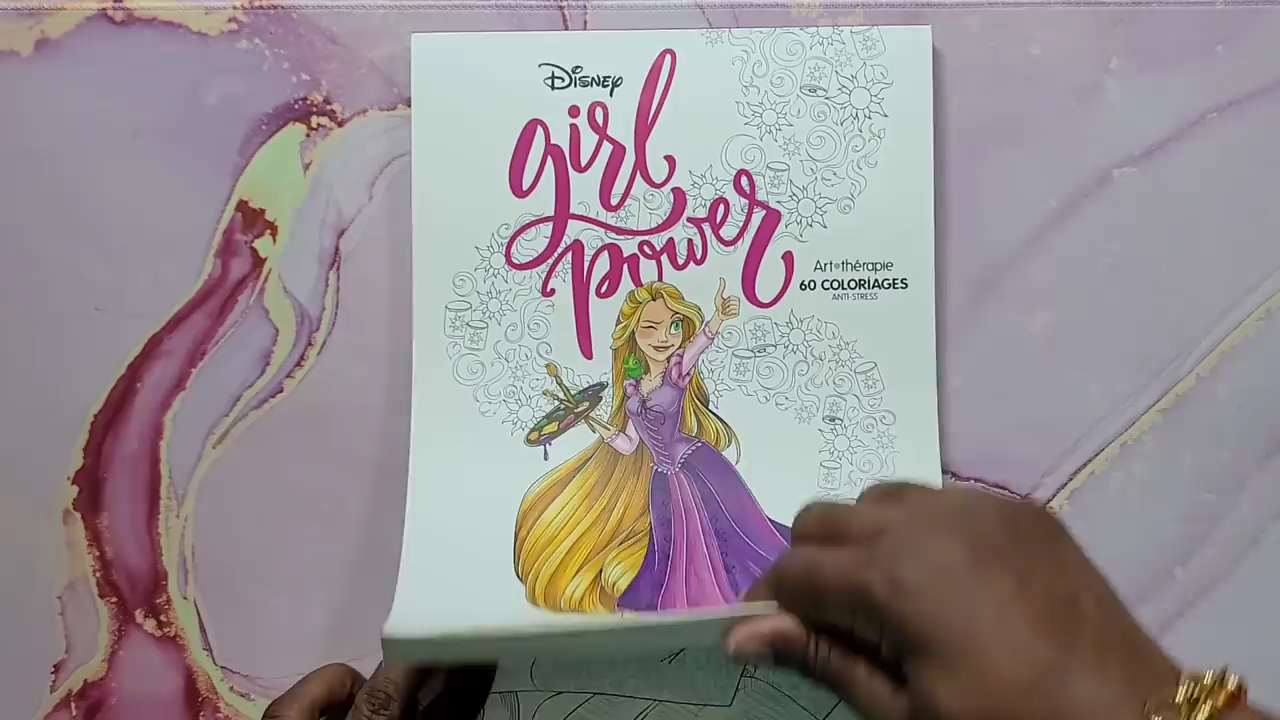 Disney
girl
power
Art•thérapie
60 COLORIAGES
ANTI-STRESS